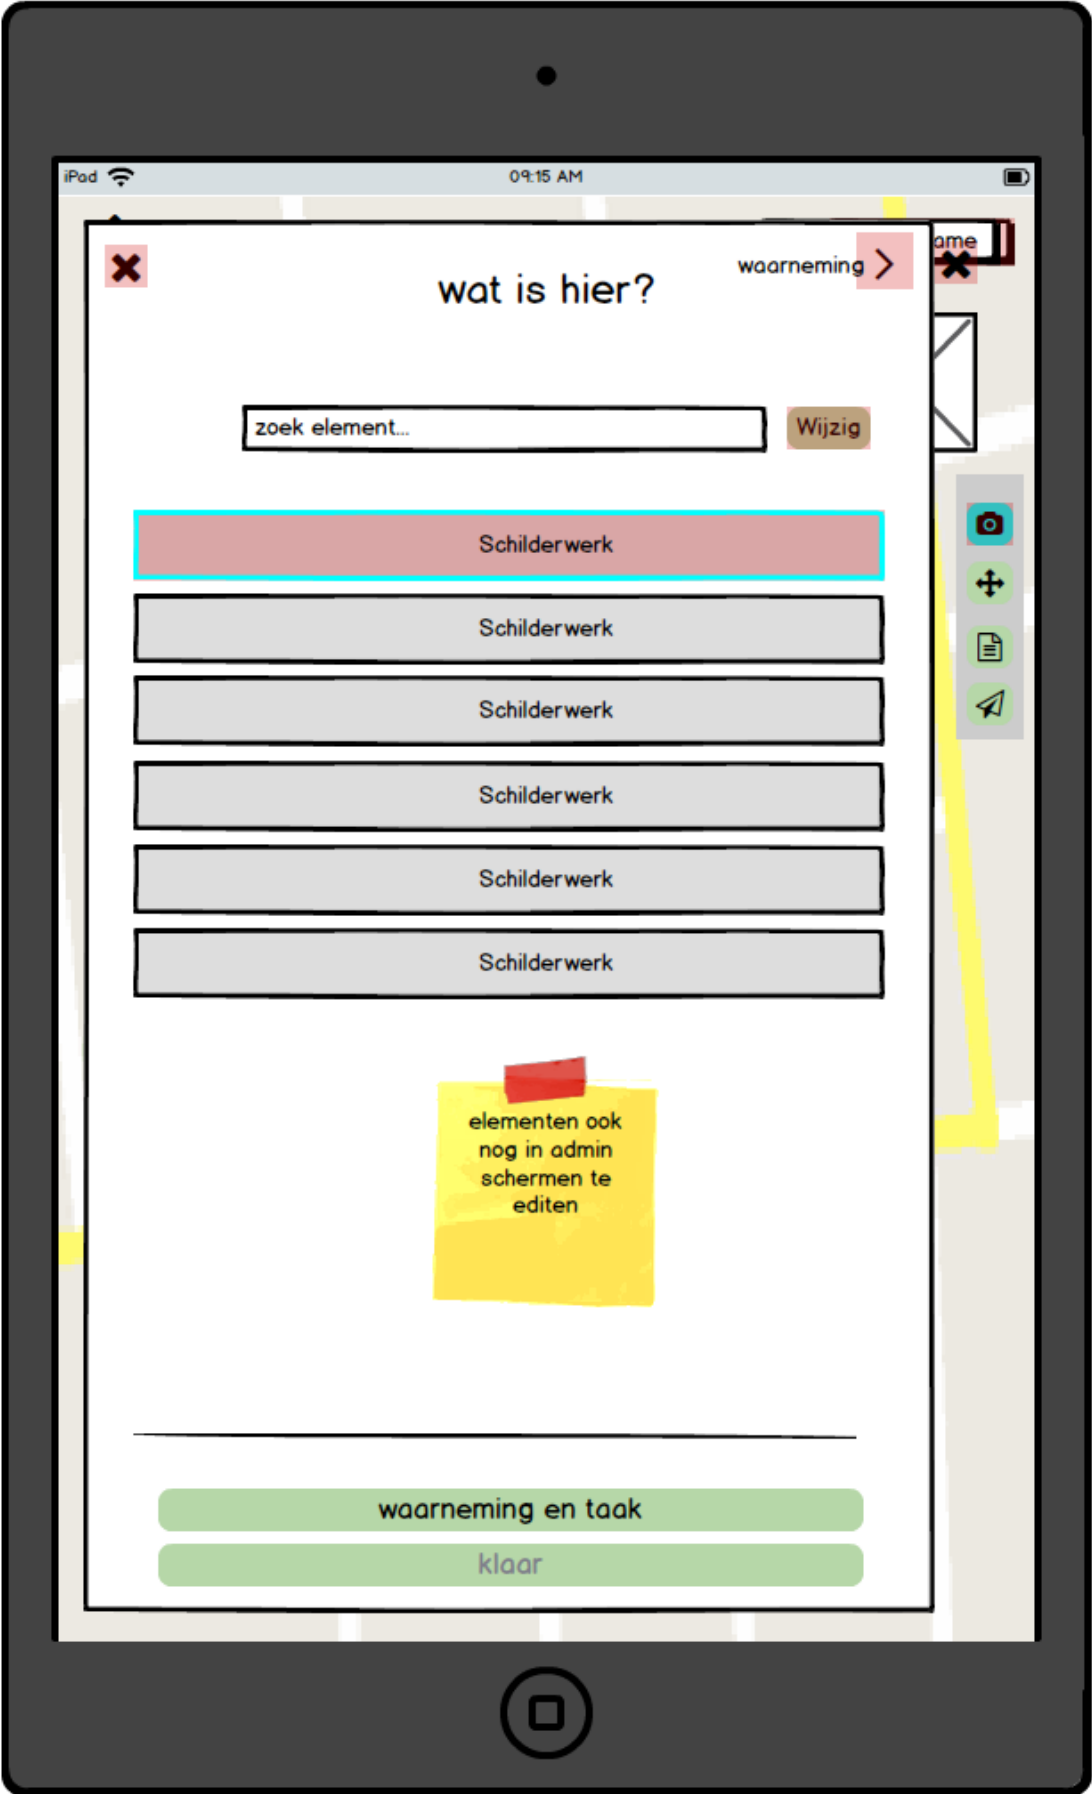 iPad
09:15 AM
ame
waarneming
wat is hier?
zoek element...
Wijzig
Schilderwerk
Schilderwerk
Schilderwerk
Schilderwerk
Schilderwerk
Schilderwerk
elementen ook
nog in admin
schermen te
editen
waarneming en taak
klaar